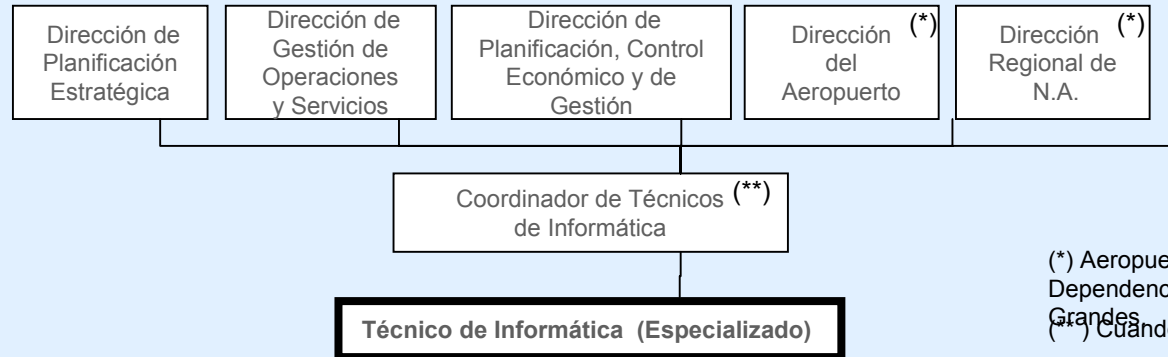 Dirección de
Planificación
Estratégica
Dirección de
Gestión de
Operaciones
y Servicios
Dirección de
Planificación, Control
Económico y de
Gestión
Dirección (*)
del
Aeropuerto
Dirección (*)
Regional de
N.A.
Coordinador de Técnicos (**)
de Informática
Técnico de Informática (Especializado)
(*) Aeropue
Dependenc
Grandes.
(** ) Cuand